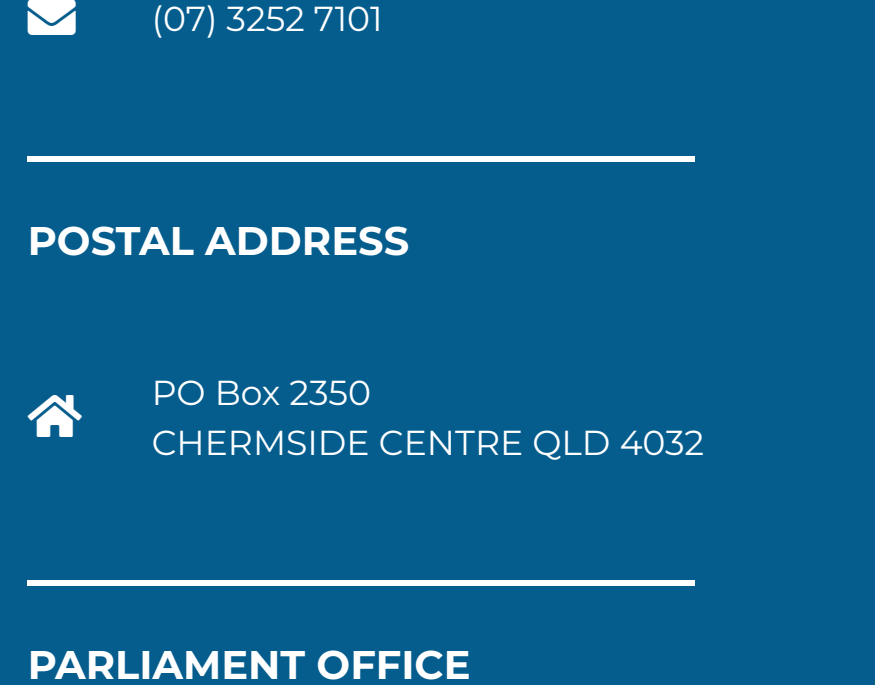 (07) 3252 7101
POSTAL ADDRESS
PO Box 2350
CHERMSIDE CENTRE QLD 4032
PARLIAMENT OFFICE